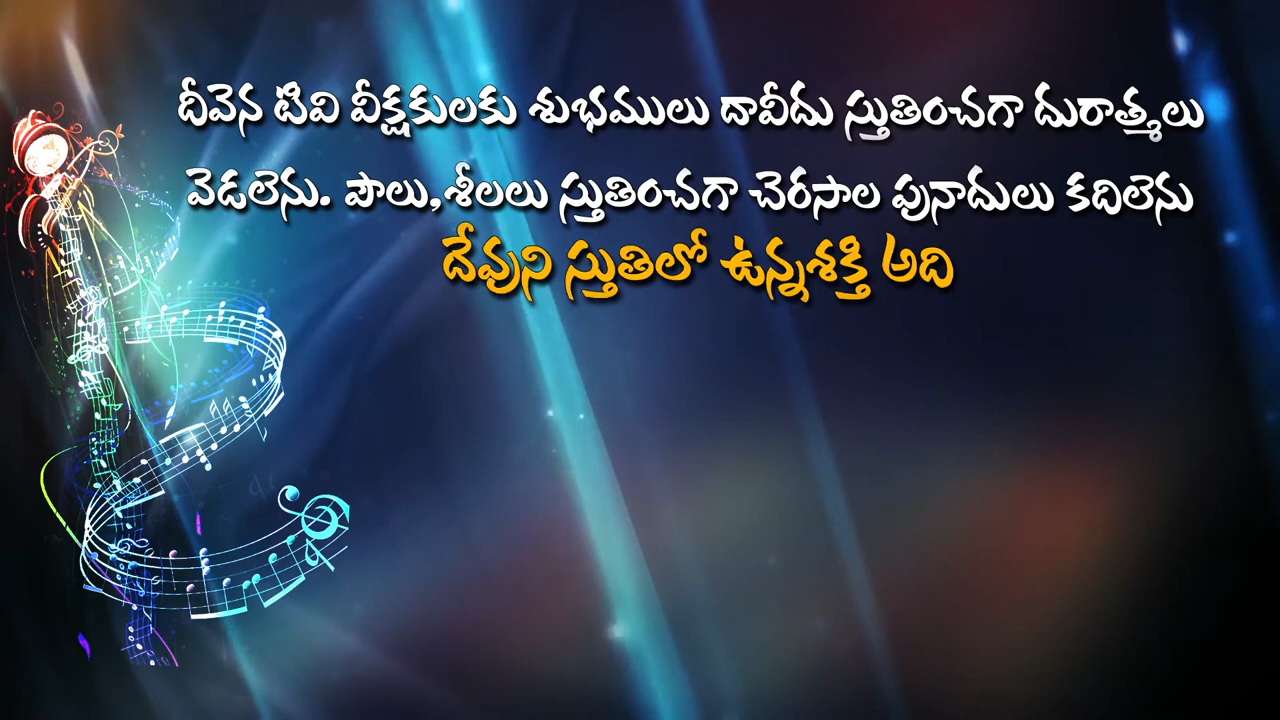 దీవెన టివి వీక్షకులకు శుభములు దావీదు స్తుతించగా దురాత్మలు
వెడలెను. పౌలు,శీలలు స్తుతించగా చెరసాల పునాదులు కదిలెను
దేవుని స్తుతిలో ఉన్నశక్తి అది